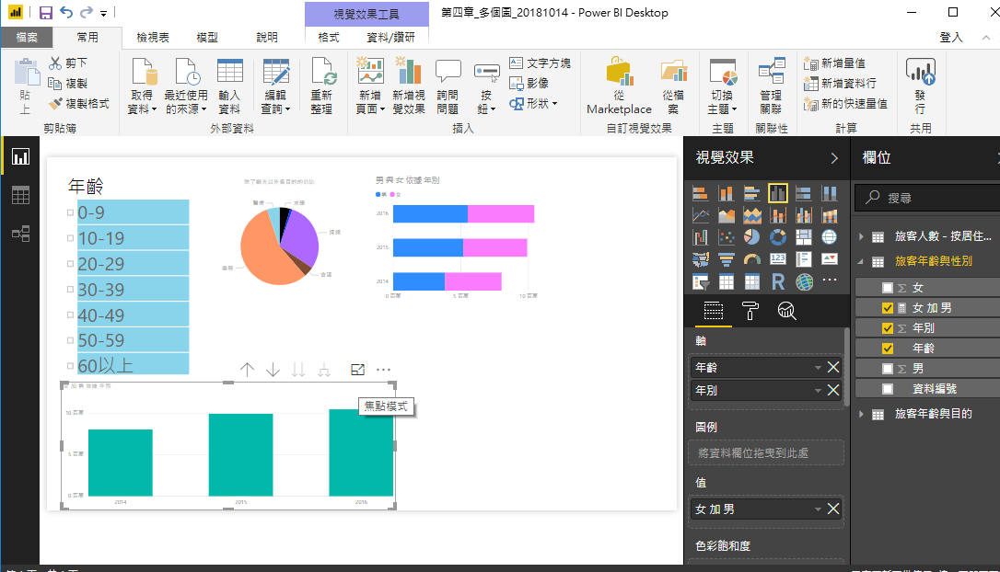 視覺效果工具
第四章_多個圖_20181014 - Power BI Desktop
檔案
常用
檢視表
模型
說明
格式
資料/鑽研
登入
貼上
剪下
複製
複製格式
剪貼簿
取得資料
最近使用的來源
輸入資料
編輯查詢
重新整理
外部資料
新增頁面
新增視覺效果
詢問問題
按鈕
文字方塊
影像
形狀
插入
從 Marketplace
從檔案
自訂視覺效果
切換主題
主題
管理關聯
關聯性
新增量值
新增資料行
新的快速量值
計算
發行
共用
年齡
0-9
10-19
20-29
30-39
40-49
50-59
60以上
男 與 女 依據 年別
男 女
2016
2015
2014
0 百萬
5 百萬
10 百萬
焦點模式
女 加 男 依據 年別
10 百萬
5 百萬
0 百萬
2014
2015
2016
視覺效果
123
R
軸
年齡
年別
圖例
將資料欄位拖曳到此處
值
女 加 男
色彩飽和度
欄位
搜尋
旅客人數 - 按居住...
旅客年齡與性別
女
女 加 男
年別
年齡
男
資料編號
旅客年齡與目的